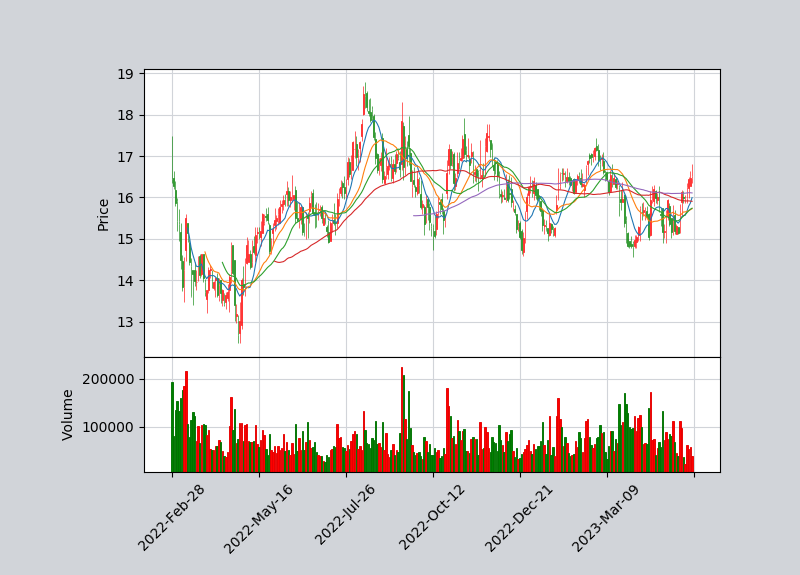 19
18
17
16
15
14
13
Price
200000
100000
Volume
2022-Feb-28
2022-May-16
2022-Jul-26
2022-Oct-12
2022-Dec-21
2023-Mar-09